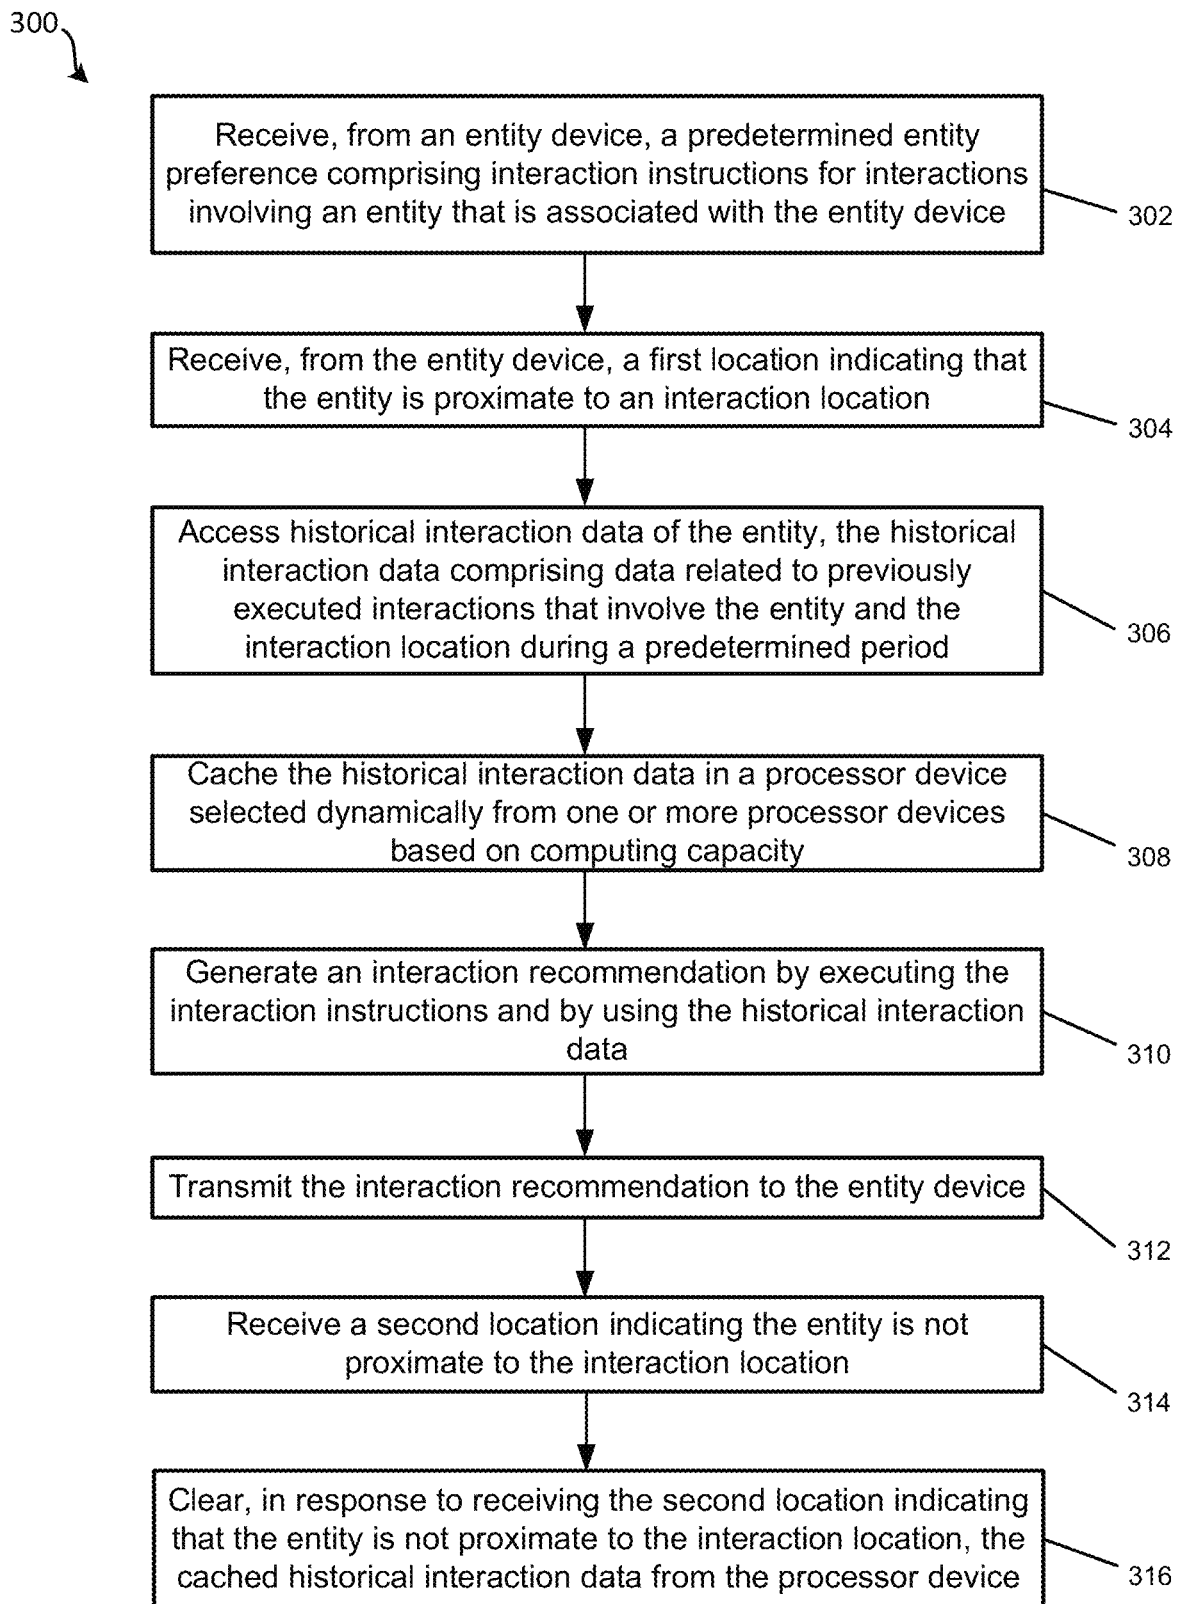 300
Receive, from an entity device, a predetermined entity
preference comprising interaction instructions for interactions
involving an entity that is associated with the entity device
302
Receive, from the entity device, a first location indicating that
the entity is proximate to an interaction location
304
Access historical interaction data of the entity, the historical
interaction data comprising data related to previously
executed interactions that involve the entity and the
interaction location during a predetermined period
306
Cache the historical interaction data in a processor device
selected dynamically from one or more processor devices
based on computing capacity
308
Generate an interaction recommendation by executing the
interaction instructions and by using the historical interaction
data
310
Transmit the interaction recommendation to the entity device
312
Receive a second location indicating the entity is not
proximate to the interaction location
314
Clear, in response to receiving the second location indicating
that the entity is not proximate to the interaction location, the
cached historical interaction data from the processor device
316